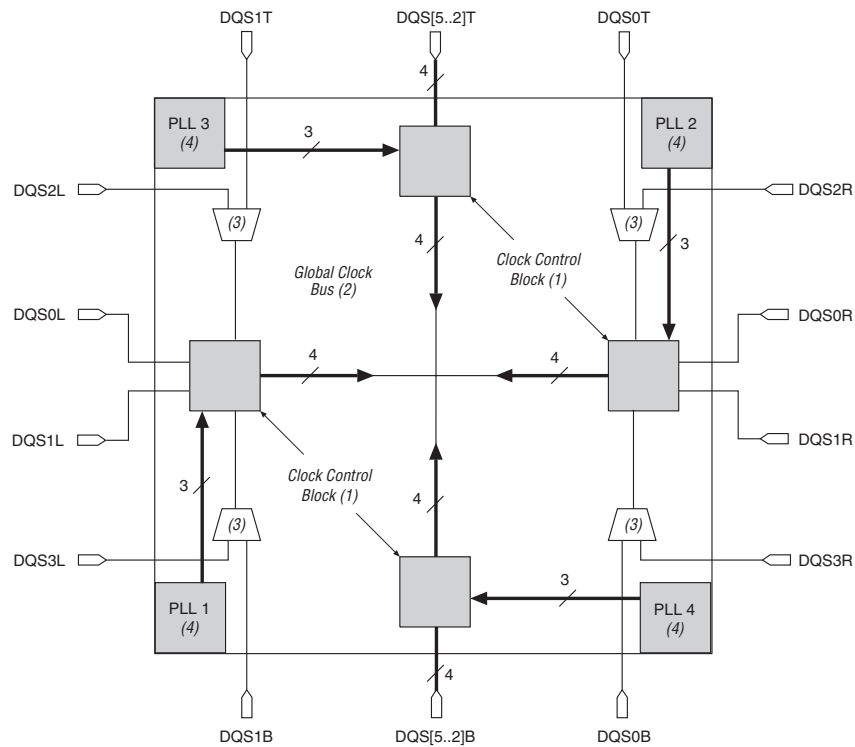 DQS1T
DQS[5..2]T
DQS0T
4
PLL 3
(4)
3
PLL 2
(4)
DQS2L
(3)
4
(3)
DQS2R
3
Global Clock
Bus (2)
Clock Control
Block (1)
DQS0L
DQS0R
4
4
DQS1L
DQS1R
3
Clock Control
Block (1)
4
(3)
(3)
DQS3L
DQS3R
PLL 1
(4)
3
PLL 4
(4)
4
DQS1B
DQS[5..2]B
DQS0B